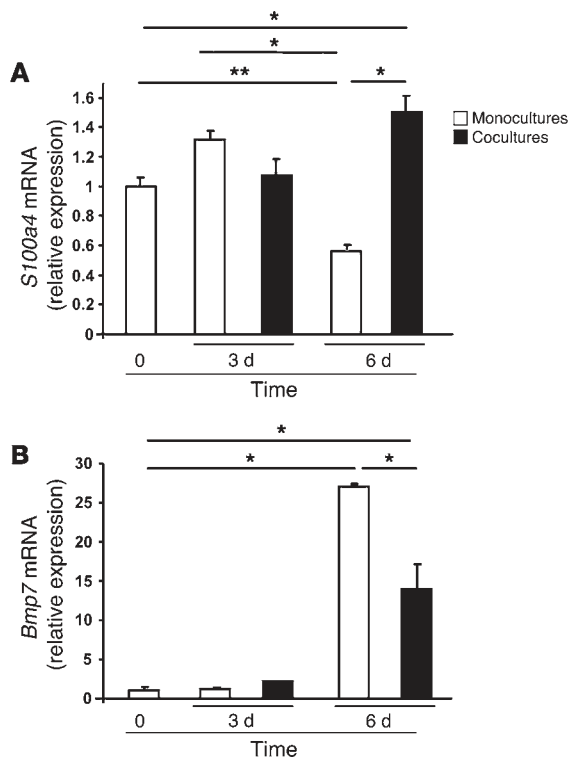 *
*
** *
A
1.6
1.4
1.2
1
0.8
0.6
0.4
0.2
0
S100a4 mRNA
(relative expression)
Monocultures
Cocultures
0 3 d 6 d
Time
*
* *
B
30
25
20
15
10
5
0
Bmp7 mRNA
(relative expression)
0 3 d 6 d
Time